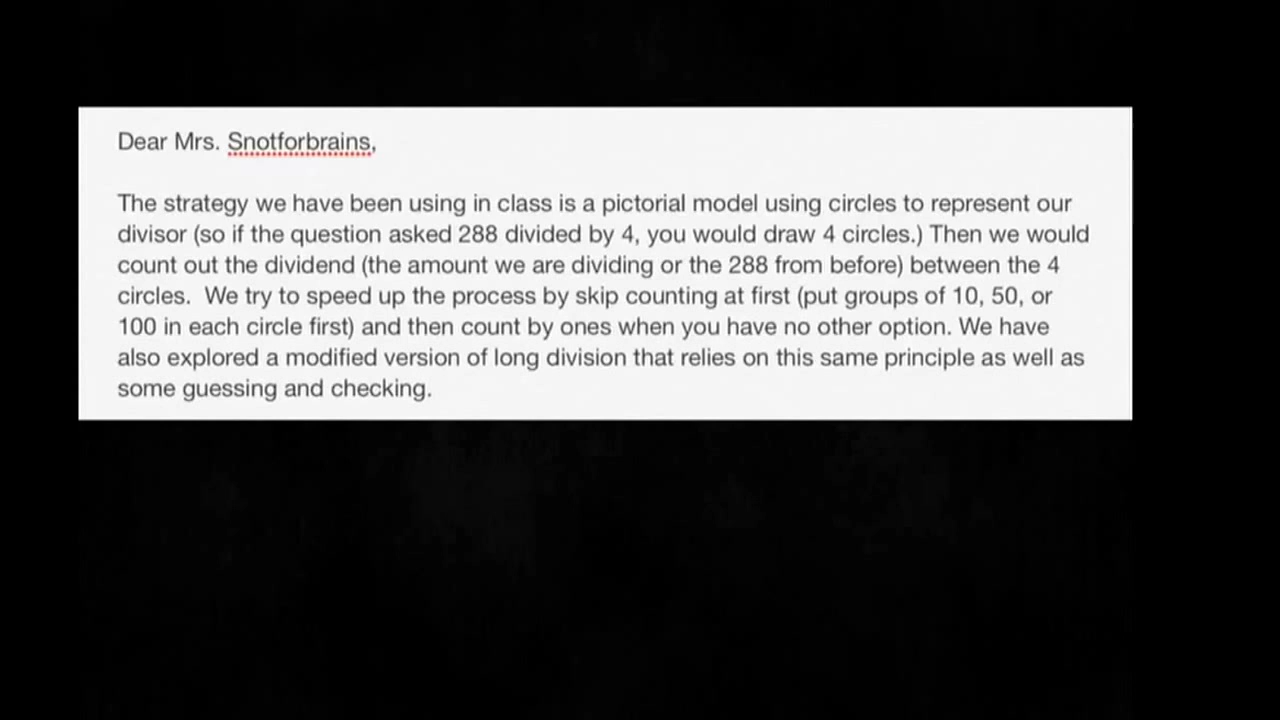 Dear Mrs. Snotforbrains,
The strategy we have been using in class is a pictorial model using circles to represent our
divisor (so if the question asked 288 divided by 4, you would draw 4 circles.) Then we would
count out the dividend (the amount we are dividing or the 288 from before) between the 4
circles.  We try to speed up the process by skip counting at first (put groups of 10, 50, or
100 in each circle first) and then count by ones when you have no other option. We have
also explored a modified version of long division that relies on this same principle as well as
some guessing and checking.